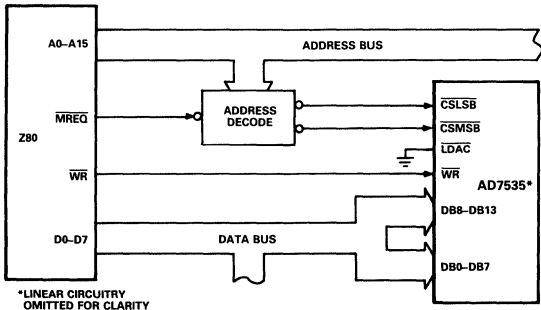 A0–A15
ADDRESS BUS
ADDRESS
DECODE
MREQ
Z80
WR
D0–D7
DATA BUS
CSLSB
CSMSB
LDAC
WR
AD7535*
DB8–DB13
DB0–DB7
*LINEAR CIRCUITRY
OMITTED FOR CLARITY